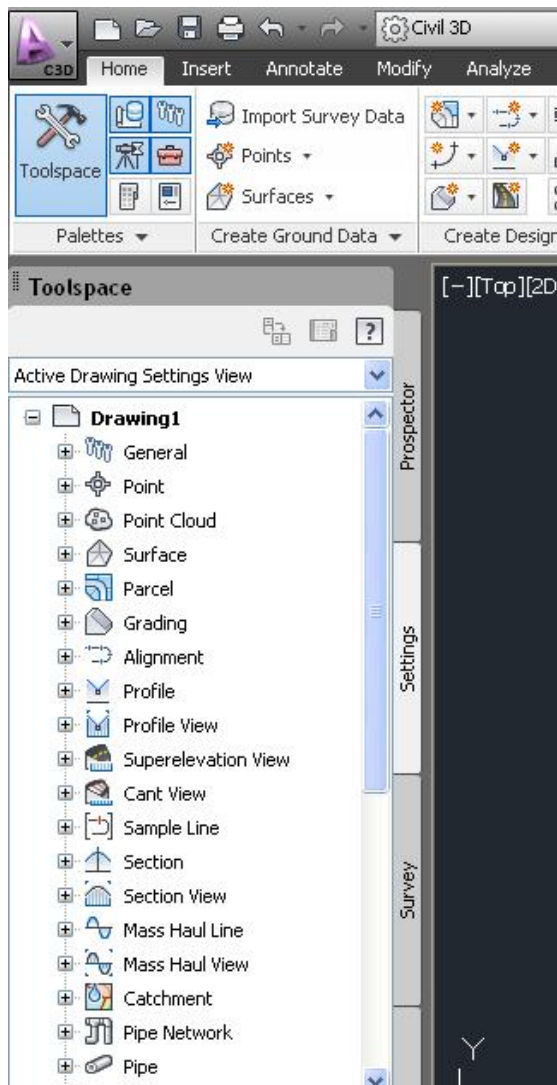 Civil 3D
C3D
Home Insert Annotate Modify Analyze
Toolspace
Import Survey Data
Points
Surfaces
Palettes
Create Ground Data
Create Design
Toolspace
?
Active Drawing Settings View
Drawing1
General
Point
Point Cloud
Surface
Parcel
Grading
Alignment
Profile
Profile View
Superelevation View
Cant View
Sample Line
Section
Section View
Mass Haul Line
Mass Haul View
Catchment
Pipe Network
Pipe
Prospector
Settings
Survey
[−][Top][2D
Y